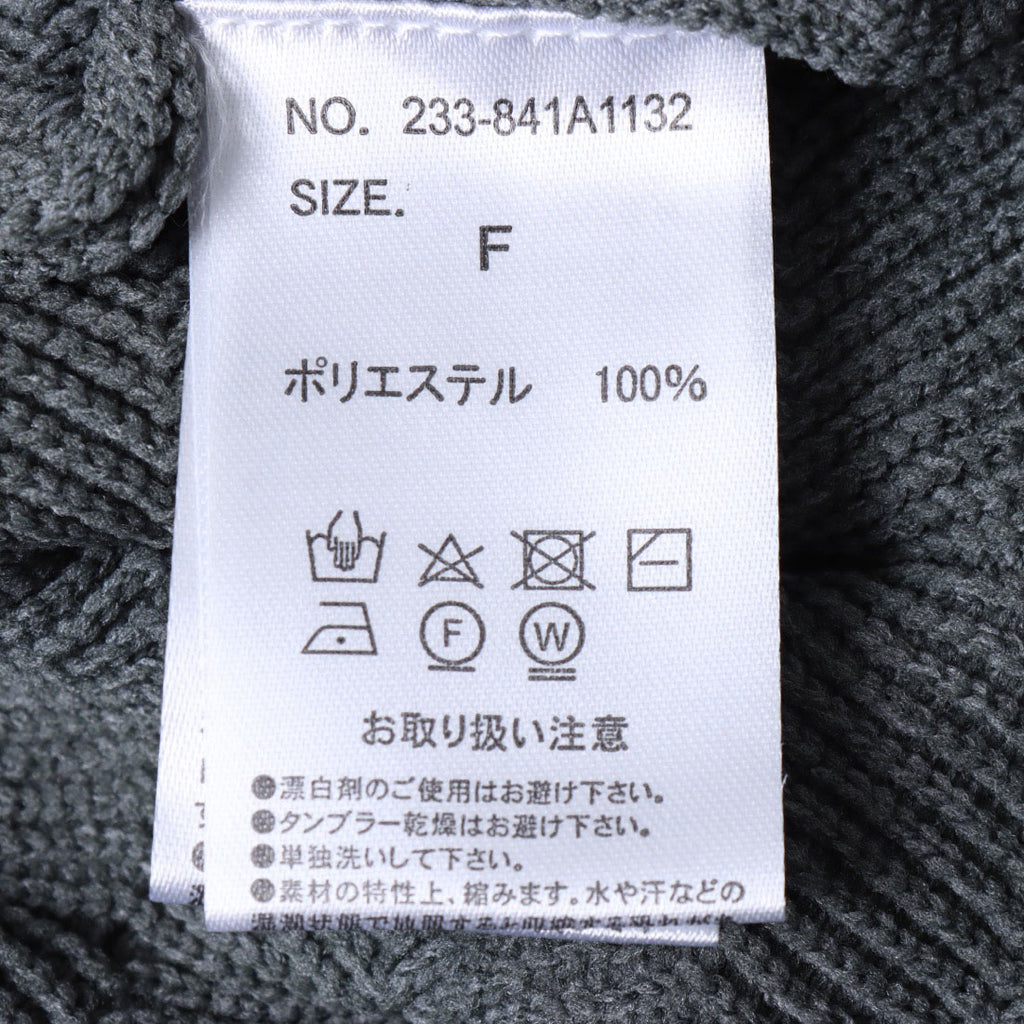 NO. 233-841A1132
SIZE.
F
ポリエステル 100%
F
W
お取り扱い注意
●漂白剤のご使用はお避け下さい。
●タンブラー乾燥はお避け下さい。
●単独洗いして下さい。
●素材の特性上、縮みます。水や汗などの